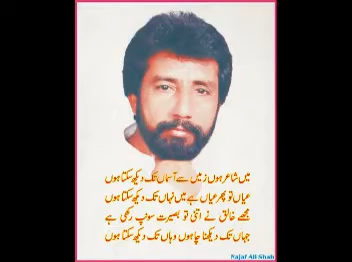 میں شاعر ہوں زمیں سے آسماں تک دیکھ سکتا ہوں
عیاں تو پھر عیاں ہے میں نہاں تک دیکھ سکتا ہوں
مجھے خالق نے اتنی تو بصیرت سونپ رکھی ہے
جہاں تک دیکھنا چاہوں وہاں تک دیکھ سکتا ہوں
Najaf Ali Shah